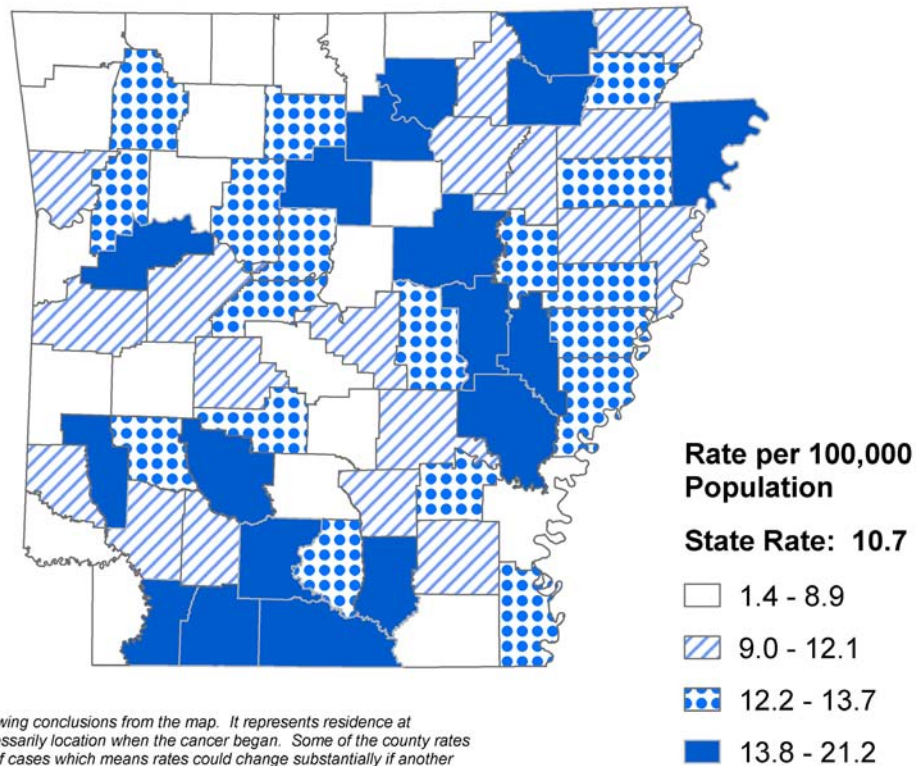 Rate per 100,000
Population
State Rate: 10.7
1.4 - 8.9
9.0 - 12.1
12.2 - 13.7
13.8 - 21.2
conclusions from the map. It represents residence at
location when the cancer began. Some of the county rates
of cases which means rates could change substantially if another